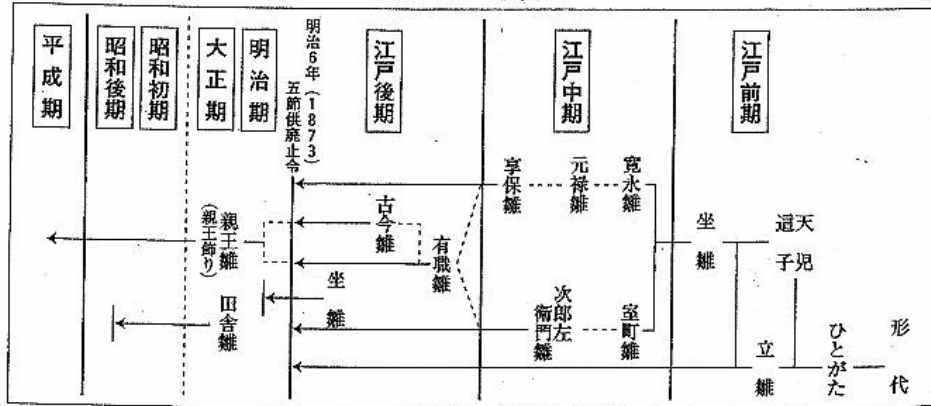 江戸前期
江戸中期
江戸後期
明治6年(1873)
五節供廃止令
明治期
大正期
昭和初期
昭和後期
平成期
形代
ひとがた
天児
這子
立雛
坐雛
寛永雛
元禄雛
享保雛
室町雛
次郎左
衛門雛
有職雛
古今雛
坐雛
親王雛
(親王飾り)
田舎雛